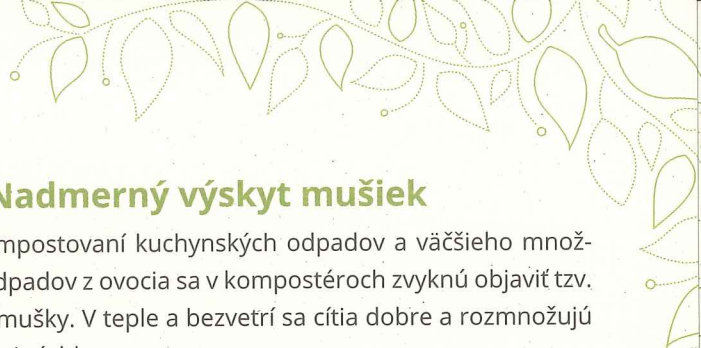 Nadmerný výskyt mušiek
mpostovaní kuchynských odpadov a väčšieho množ-
dpadov z ovocia sa v kompostéroch zvyknú objaviť tzv.
mušky. V teple a bezvetrí sa cítia dobre a rozmnožujú